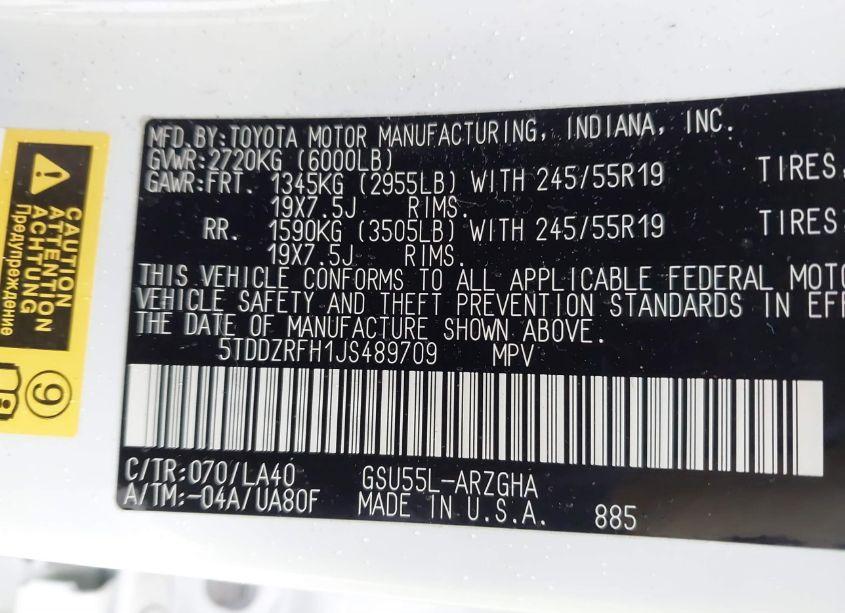 MFD.BY:TOYOTA MOTOR MANUFACTURING, INDIANA, INC.
GVWR:2720KG (6000LB)
GAWR:FRT. 1345KG (2955LB) WITH 245/55R19 TIRES,
19X7.5J RIMS.
RR. 1590KG (3505LB) WITH 245/55R19 TIRES,
19X7.5J RIMS.
THIS VEHICLE CONFORMS TO ALL APPLICABLE FEDERAL MOTO
VEHICLE SAFETY AND THEFT PREVENTION STANDARDS IN EFF
THE DATE OF MANUFACTURE SHOWN ABOVE.
5TDDZRFH1JS489709 MPV
C/TR:070/LA40 GSU55L-ARZGHA
A/TM:-04A/UA80F MADE IN U.S.A. 885
CAUTION
ATTENTION
ACHTUNG
Предупреждение
9